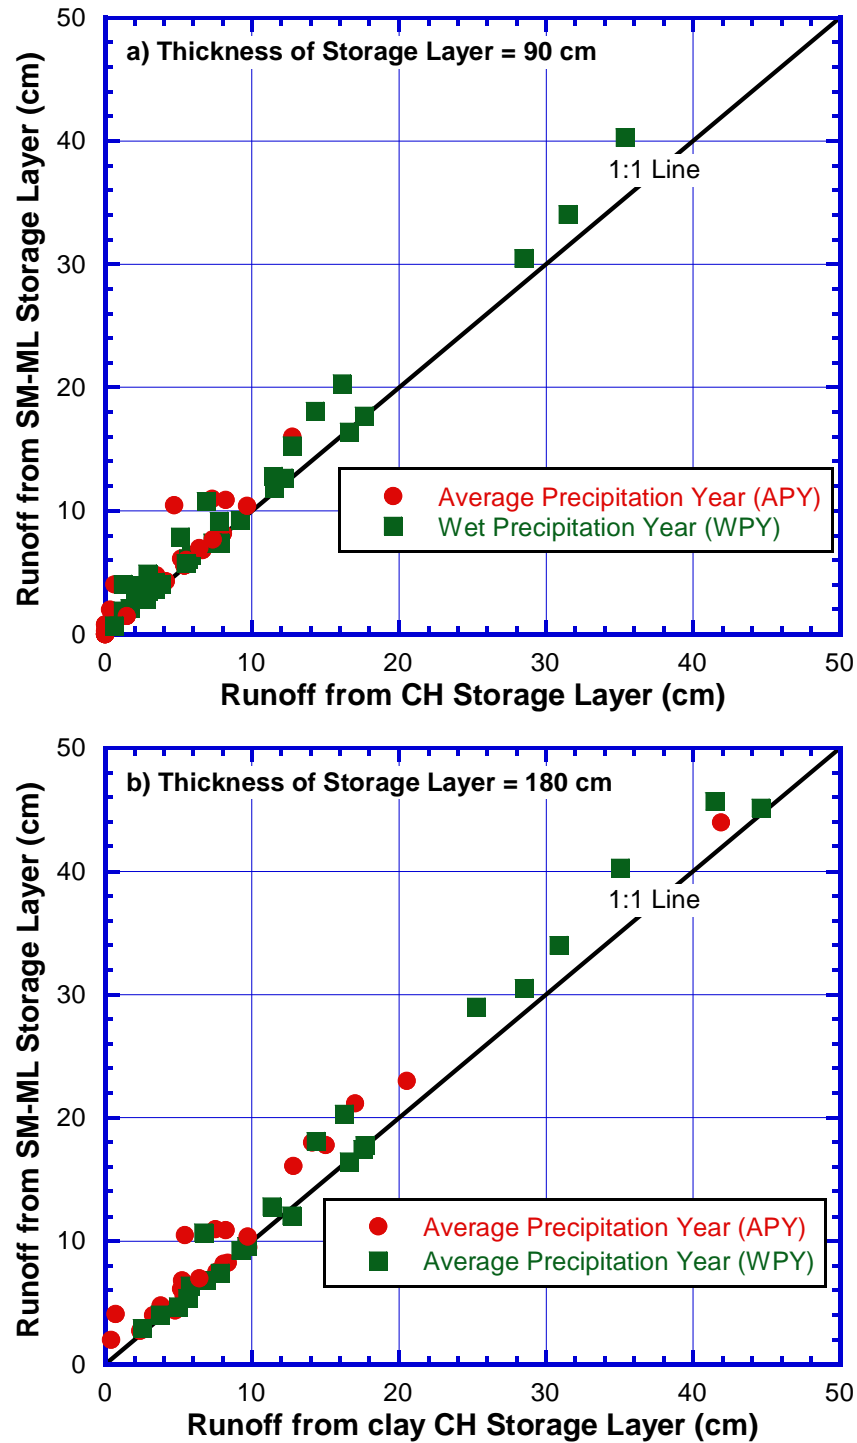 a) Thickness of Storage Layer = 90 cm
Runoff from SM-ML Storage Layer (cm)
50
40
30
20
10
0
1:1 Line
Average Precipitation Year (APY)
Wet Precipitation Year (WPY)
0 10 20 30 40 50
Runoff from CH Storage Layer (cm)
b) Thickness of Storage Layer = 180 cm
Runoff from SM-ML Storage Layer (cm)
50
40
30
20
10
0
1:1 Line
Average Precipitation Year (APY)
Average Precipitation Year (WPY)
0 10 20 30 40 50
Runoff from clay CH Storage Layer (cm)